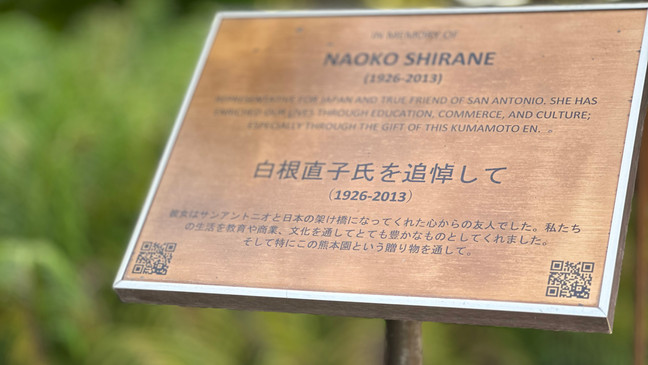 IN MEMORY OF
NAOKO SHIRANE
(1926-2013)
REPRESENTATIVE FOR JAPAN AND TRUE FRIEND OF SAN ANTONIO. SHE HAS
ENRICHED OUR LIVES THROUGH EDUCATION, COMMERCE, AND CULTURE;
ESPECIALLY THROUGH THE GIFT OF THIS KUMAMOTO EN.
白根直子氏を追悼して
(1926-2013)
彼女はサンアントニオと日本の架け橋になってくれた心からの友人でした。私たち
の生活を教育や商業、文化を通してとても豊かなものとしてくれました。
そして特にこの熊本園という贈り物を通して。